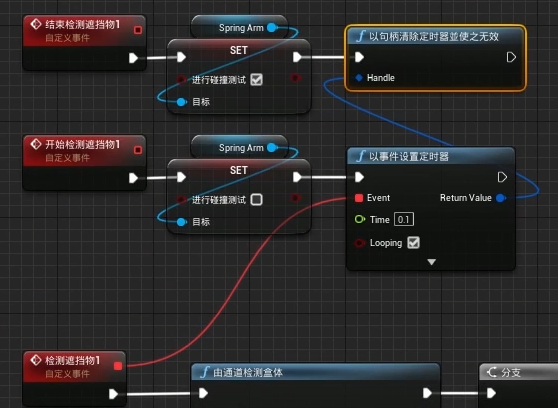 结束检测遮挡物1
自定义事件
Spring Arm
SET
进行碰撞测试
目标
以句柄清除定时器并使之无效
Handle
开始检测遮挡物1
自定义事件
Spring Arm
SET
进行碰撞测试
目标
以事件设置定时器
Event
Return Value
Time 0.1
Looping
检测遮挡物1
自定义事件
由通道检测盒体
分支